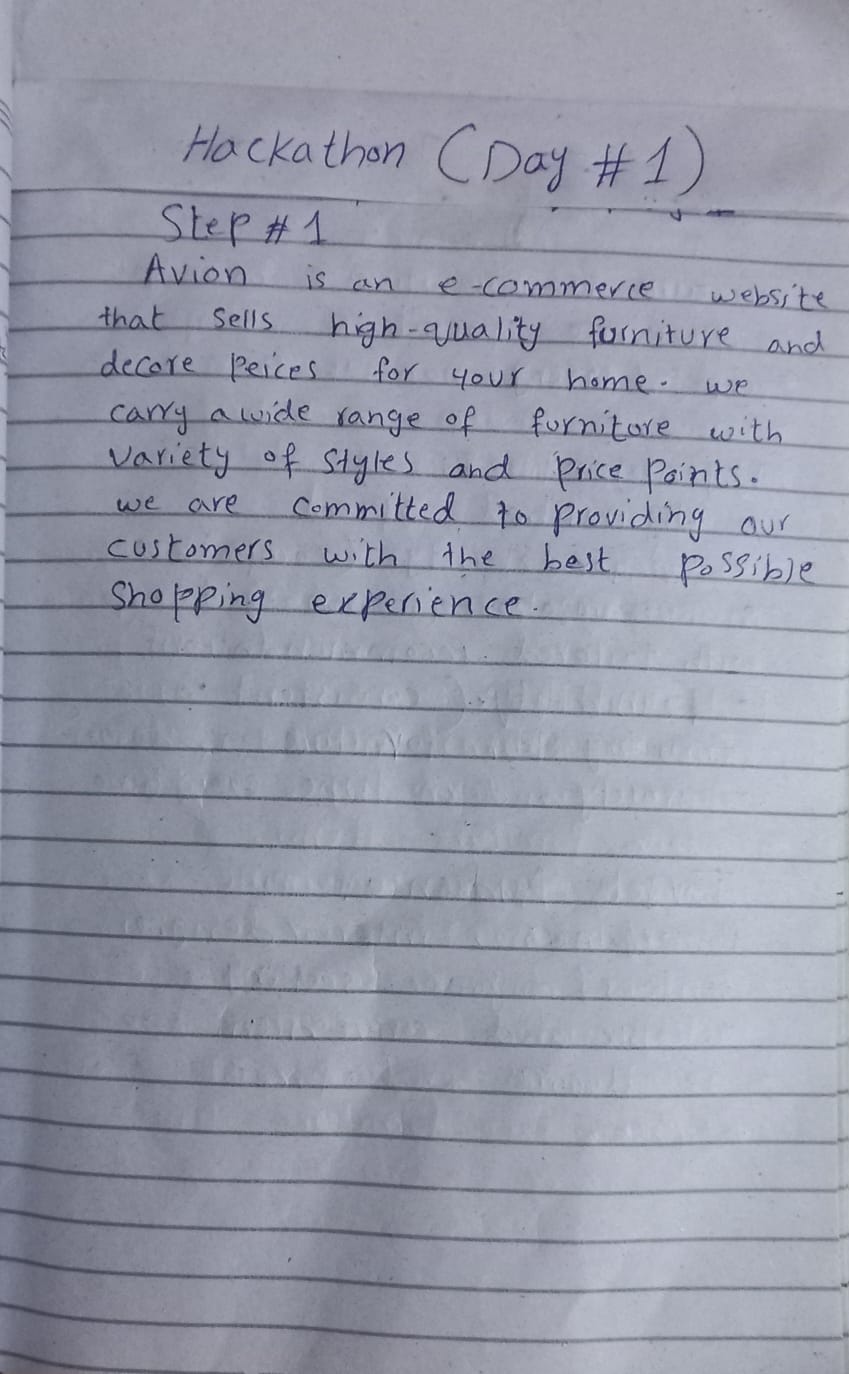 Hackathon (Day #1)
Step #1
Avion is an e-commerce website
that sells high-quality furniture and
decore Peices for your home. we
carry a wide range of furniture with
variety of styles and Price Points.
we are committed to providing our
customers with the best possible
shopping experience.